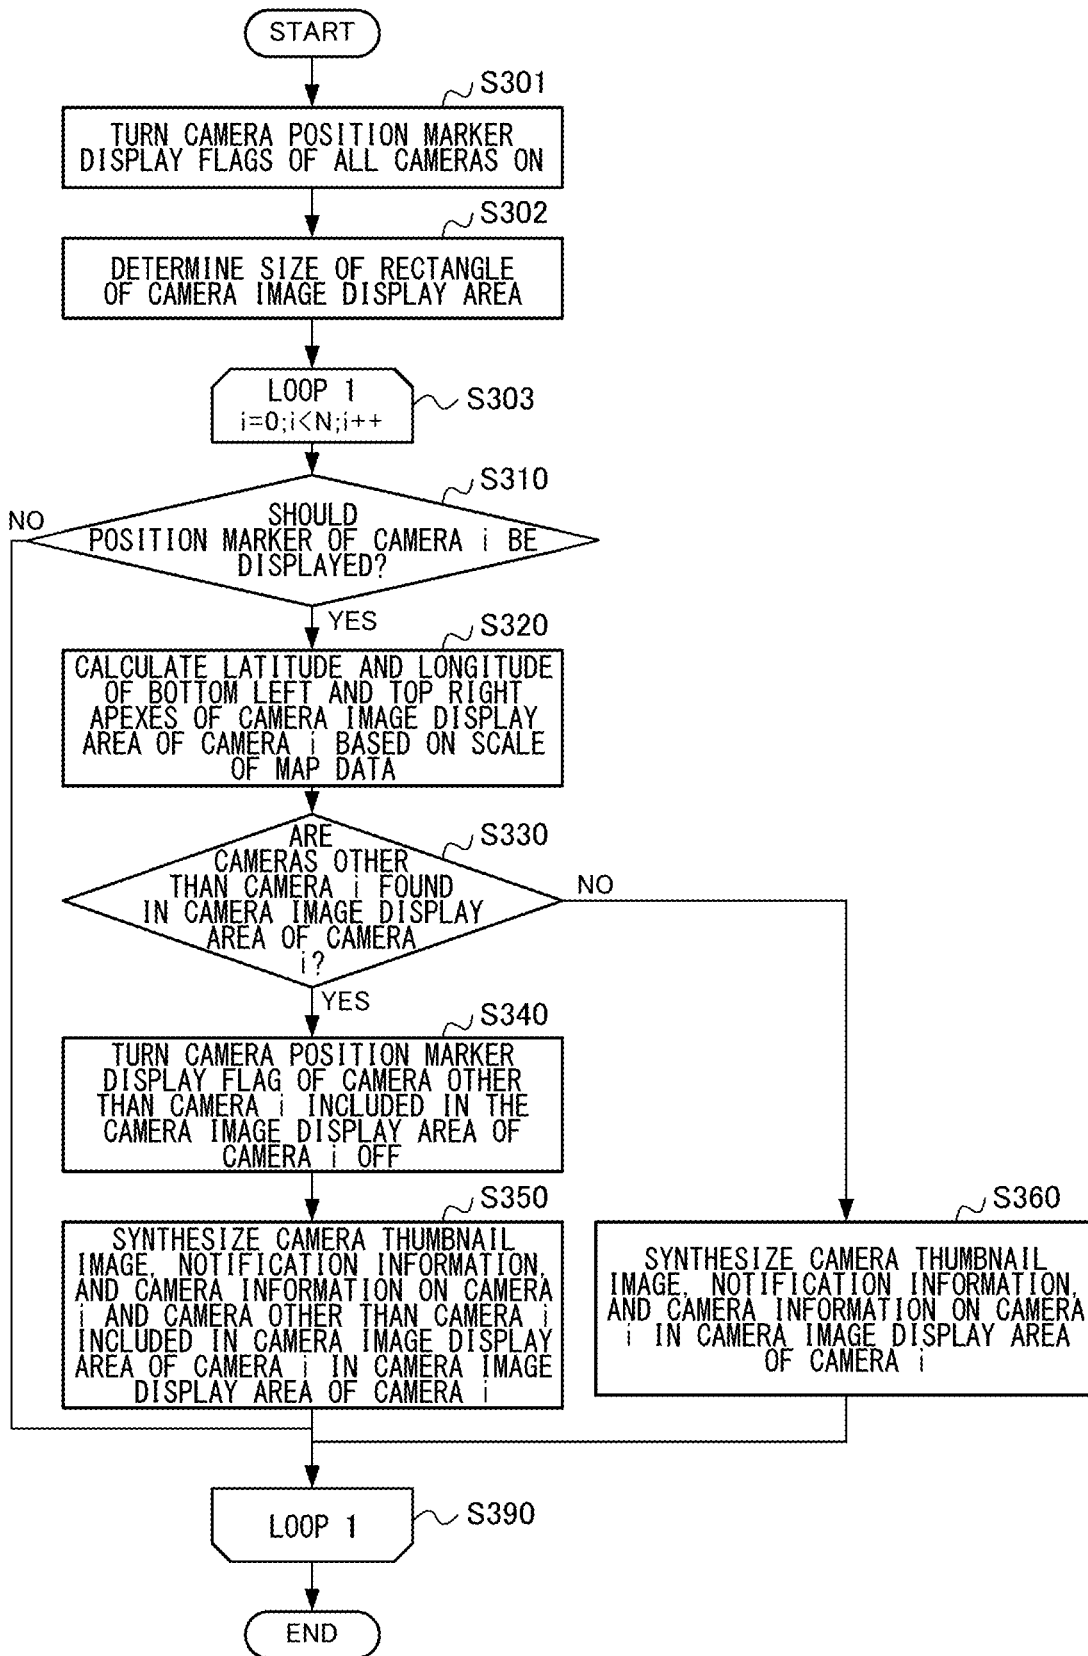 START
S301
TURN CAMERA POSITION MARKER
DISPLAY FLAGS OF ALL CAMERAS ON
S302
DETERMINE SIZE OF RECTANGLE
OF CAMERA IMAGE DISPLAY AREA
LOOP 1
i=0;i<N;i++
S303
S310
NO
SHOULD
POSITION MARKER OF CAMERA i BE
DISPLAYED?
YES
S320
CALCULATE LATITUDE AND LONGITUDE
OF BOTTOM LEFT AND TOP RIGHT
APEXES OF CAMERA IMAGE DISPLAY
AREA OF CAMERA i BASED ON SCALE
OF MAP DATA
S330
ARE
CAMERAS OTHER
THAN CAMERA i FOUND
IN CAMERA IMAGE DISPLAY
AREA OF CAMERA
i?
NO
YES
S340
TURN CAMERA POSITION MARKER
DISPLAY FLAG OF CAMERA OTHER
THAN CAMERA i INCLUDED IN THE
CAMERA IMAGE DISPLAY AREA OF
CAMERA i OFF
S350
SYNTHESIZE CAMERA THUMBNAIL
IMAGE, NOTIFICATION INFORMATION,
AND CAMERA INFORMATION ON CAMERA
i AND CAMERA OTHER THAN CAMERA i
INCLUDED IN CAMERA IMAGE DISPLAY
AREA OF CAMERA i IN CAMERA IMAGE
DISPLAY AREA OF CAMERA i
S360
SYNTHESIZE CAMERA THUMBNAIL
IMAGE, NOTIFICATION INFORMATION,
AND CAMERA INFORMATION ON CAMERA
i IN CAMERA IMAGE DISPLAY AREA
OF CAMERA i
LOOP 1
S390
END